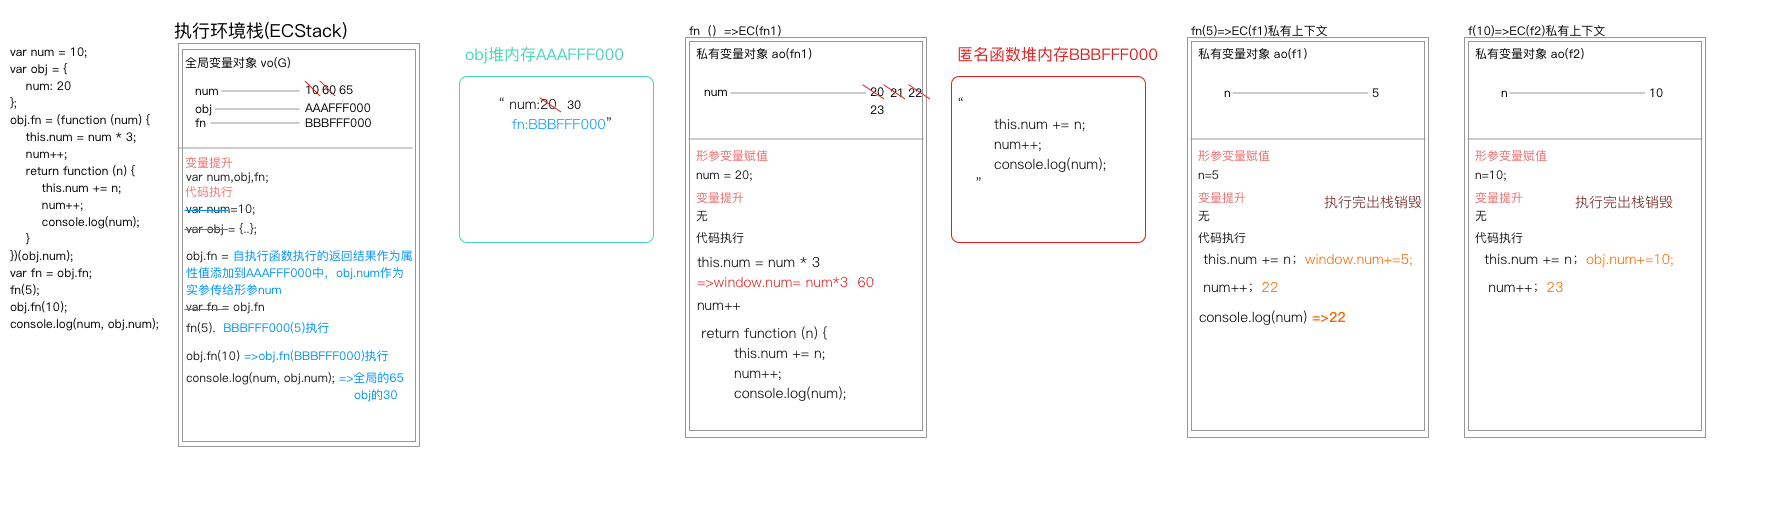 var num = 10;
var obj = {
num: 20
};
obj.fn = (function (num) {
this.num = num * 3;
num++;
return function (n) {
this.num += n;
num++;
console.log(num);
}
})(obj.num);
var fn = obj.fn;
fn(5);
obj.fn(10);
console.log(num, obj.num);
执行环境栈(ECStack)
全局变量对象 vo(G)
num 10 60 65
obj AAAFFF000
fn BBBFFF000
变量提升
var num,obj,fn;
代码执行
var num=10;
var obj = {..};
obj.fn = 自执行函数执行的返回结果作为属
性值添加到AAAFFF000中，obj.num作为
实参传给形参num
var fn = obj.fn
fn(5). BBBFFF000(5)执行
obj.fn(10) =>obj.fn(BBBFFF000)执行
console.log(num, obj.num); =>全局的65
obj的30
obj堆内存AAAFFF000
“ num:20 30
fn:BBBFFF000”
fn（）=>EC(fn1)
私有变量对象 ao(fn1)
num 20 21 22
23
形参变量赋值
num = 20;
变量提升
无
代码执行
this.num = num * 3
=>window.num= num*3 60
num++
return function (n) {
this.num += n;
num++;
console.log(num);
匿名函数堆内存BBBFFF000
“
this.num += n;
num++;
console.log(num);
”
fn(5)=>EC(f1)私有上下文
私有变量对象 ao(f1)
n 5
形参变量赋值
n=5
变量提升
执行完出栈销毁
无
代码执行
this.num += n； window.num+=5;
num++； 22
console.log(num) =>22
f(10)=>EC(f2)私有上下文
私有变量对象 ao(f2)
n 10
形参变量赋值
n=10;
变量提升
执行完出栈销毁
无
代码执行
this.num += n； obj.num+=10;
num++； 23